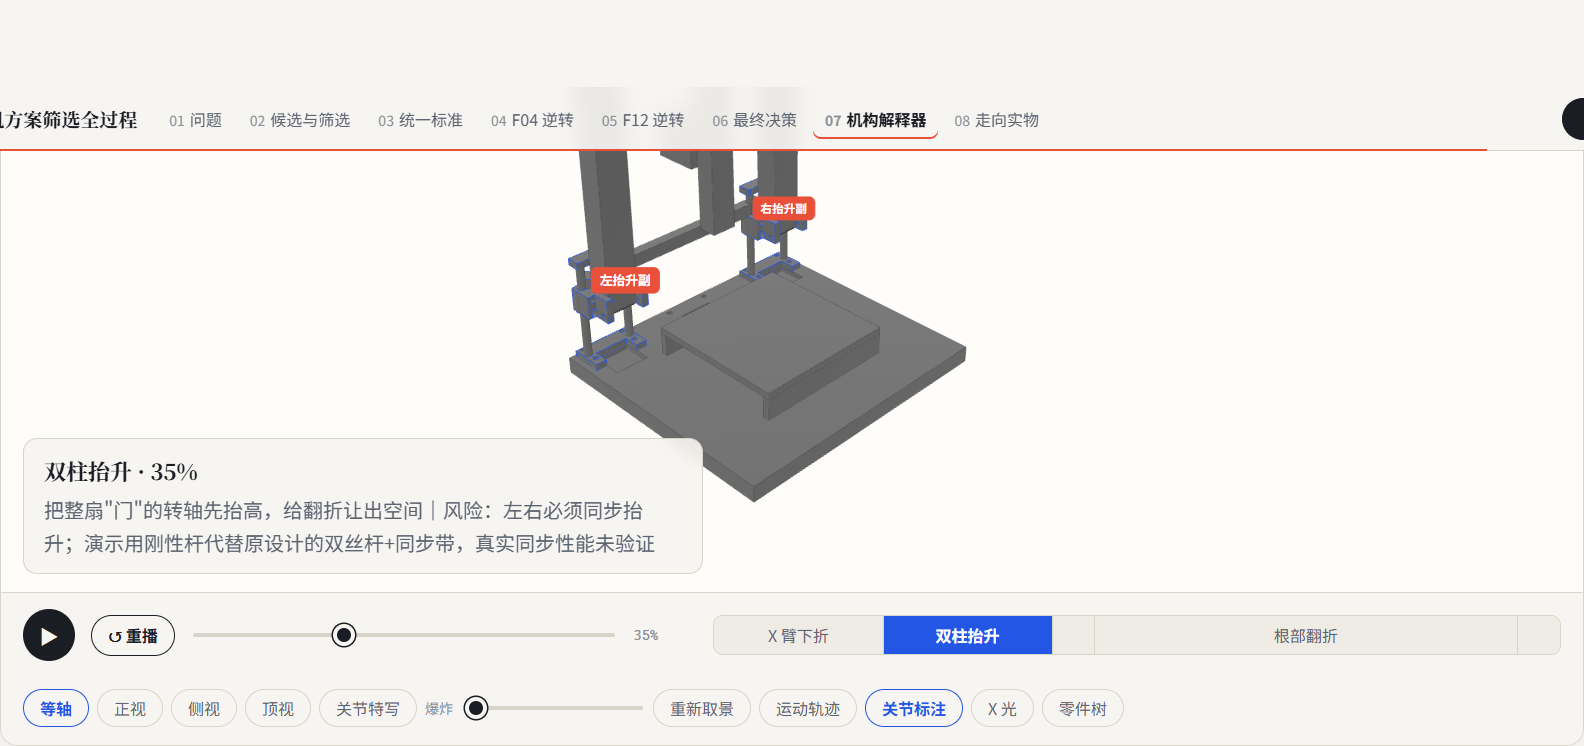 方案筛选全过程
01 问题
02 候选与筛选
03 统一标准
04 F04 逆转
05 F12 逆转
06 最终决策
07 机构解释器
08 走向实物
右抬升副
左抬升副
双柱抬升 · 35%
把整扇"门"的转轴先抬高，给翻折让出空间｜风险：左右必须同步抬
升；演示用刚性杆代替原设计的双丝杆+同步带，真实同步性能未验证
↺ 重播
35%
X 臂下折
双柱抬升
根部翻折
等轴
正视
侧视
顶视
关节特写
爆炸
重新取景
运动轨迹
关节标注
X 光
零件树